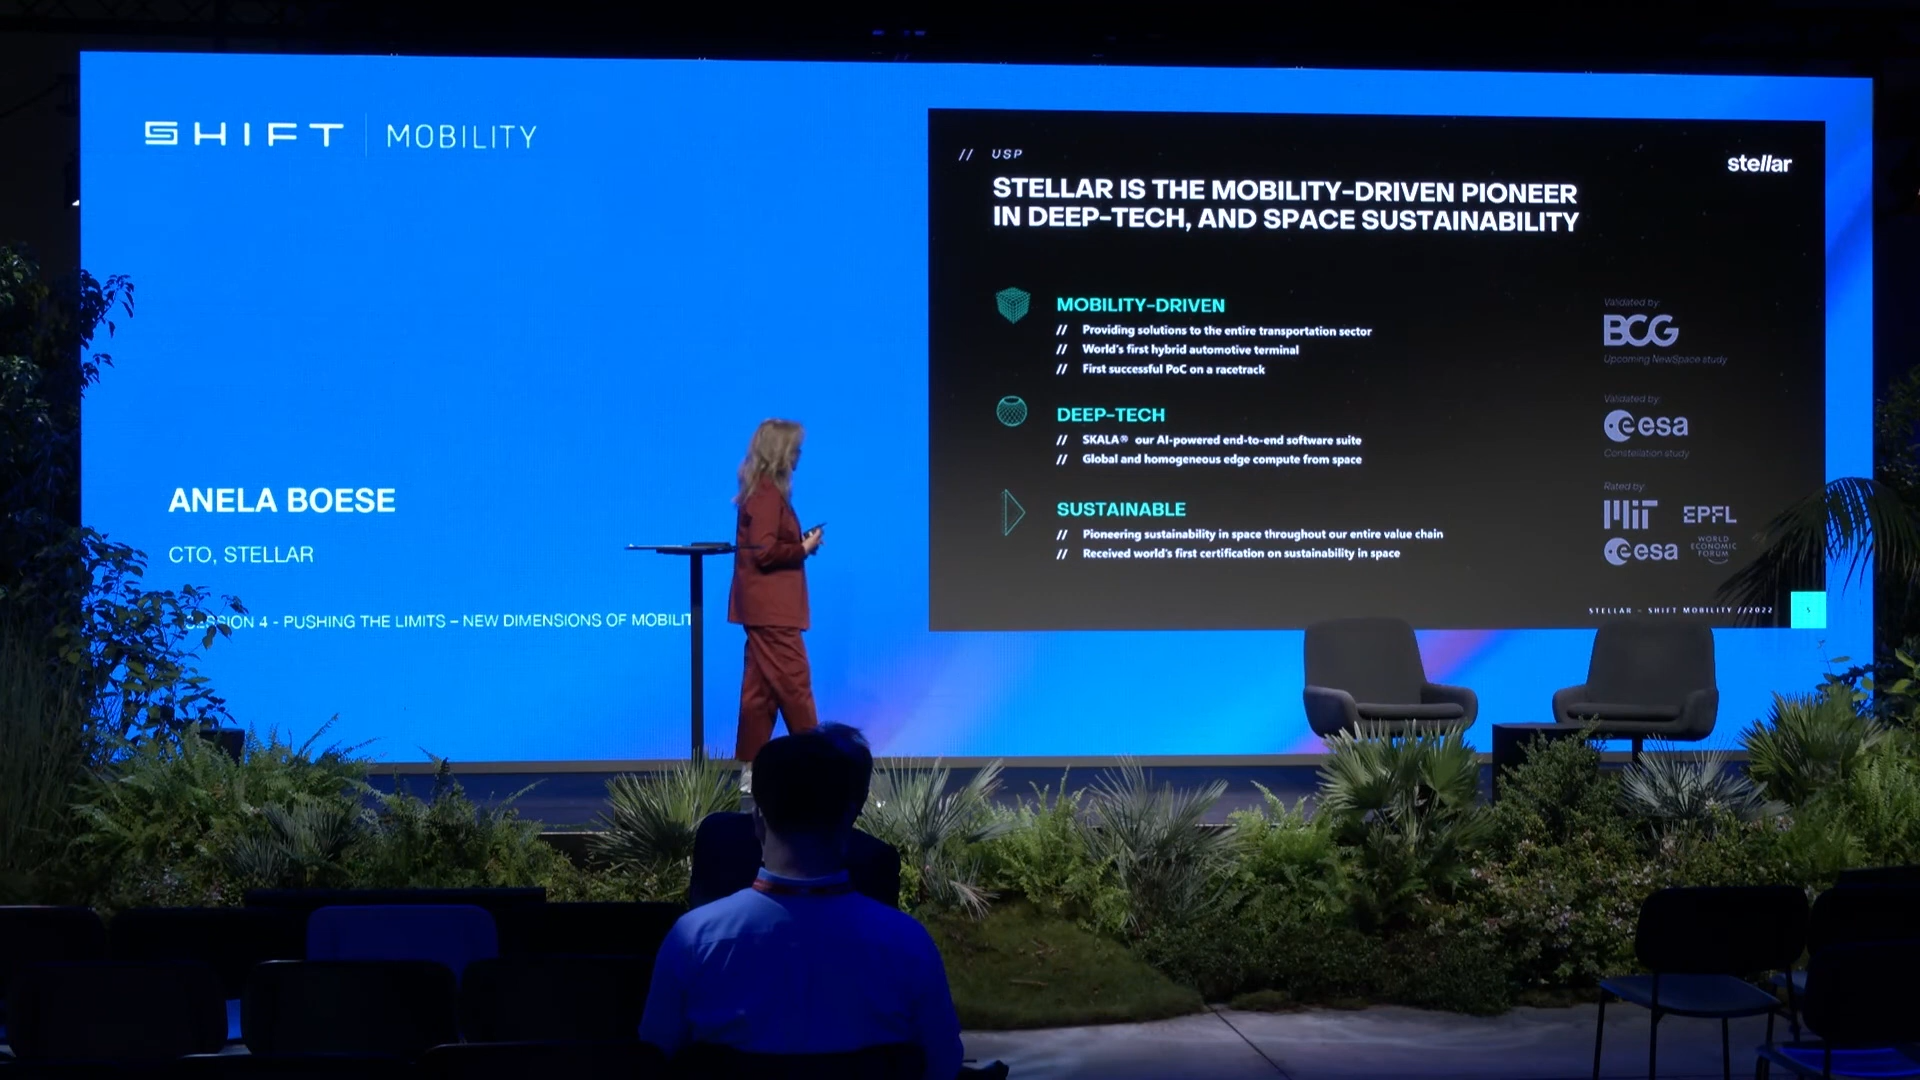 SHIFT | MOBILITY
ANELA BOESE
CTO, STELLAR
SESSION 4 - PUSHING THE LIMITS – NEW DIMENSIONS OF MOBILIT
// USP
stellar
STELLAR IS THE MOBILITY-DRIVEN PIONEER
IN DEEP-TECH, AND SPACE SUSTAINABILITY
MOBILITY-DRIVEN
// Providing solutions to the entire transportation sector
// World's first hybrid automotive terminal
// First successful PoC on a racetrack
DEEP-TECH
// SKALA® our AI-powered end-to-end software suite
// Global and homogeneous edge compute from space
SUSTAINABLE
// Pioneering sustainability in space throughout our entire value chain
// Received world's first certification on sustainability in space
Validated by:
BCG
Upcoming NewSpace study
Validated by:
esa
Constellation study
Rated by:
MIT EPFL
esa WORLD
ECONOMIC
FORUM
STELLAR – SHIFT MOBILITY //2022